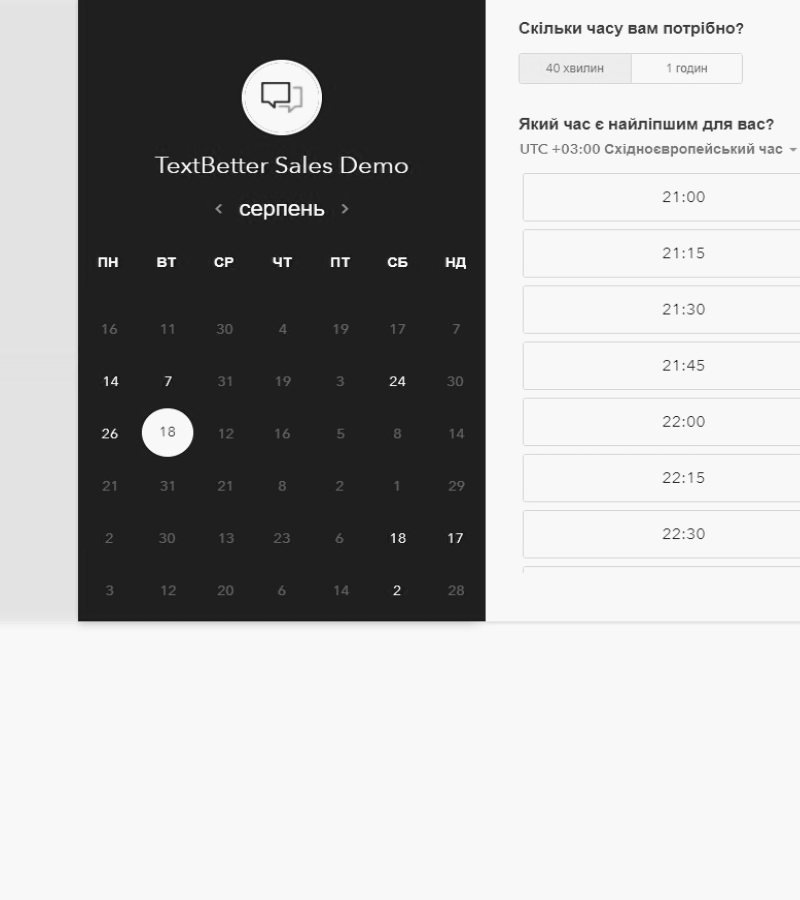 TextBetter Sales Demo
серпень
ПН ВТ СР ЧТ ПТ СБ НД
16 11 30 4 19 17 7
14 7 31 19 3 24 30
26 18 12 16 5 8 14
21 31 21 8 2 1 29
2 30 13 23 6 18 17
3 12 20 6 14 2 28
Скільки часу вам потрібно?
40 хвилин 1 годин
Який час є найліпшим для вас?
UTC +03:00 Східноєвропейський час
21:00
21:15
21:30
21:45
22:00
22:15
22:30